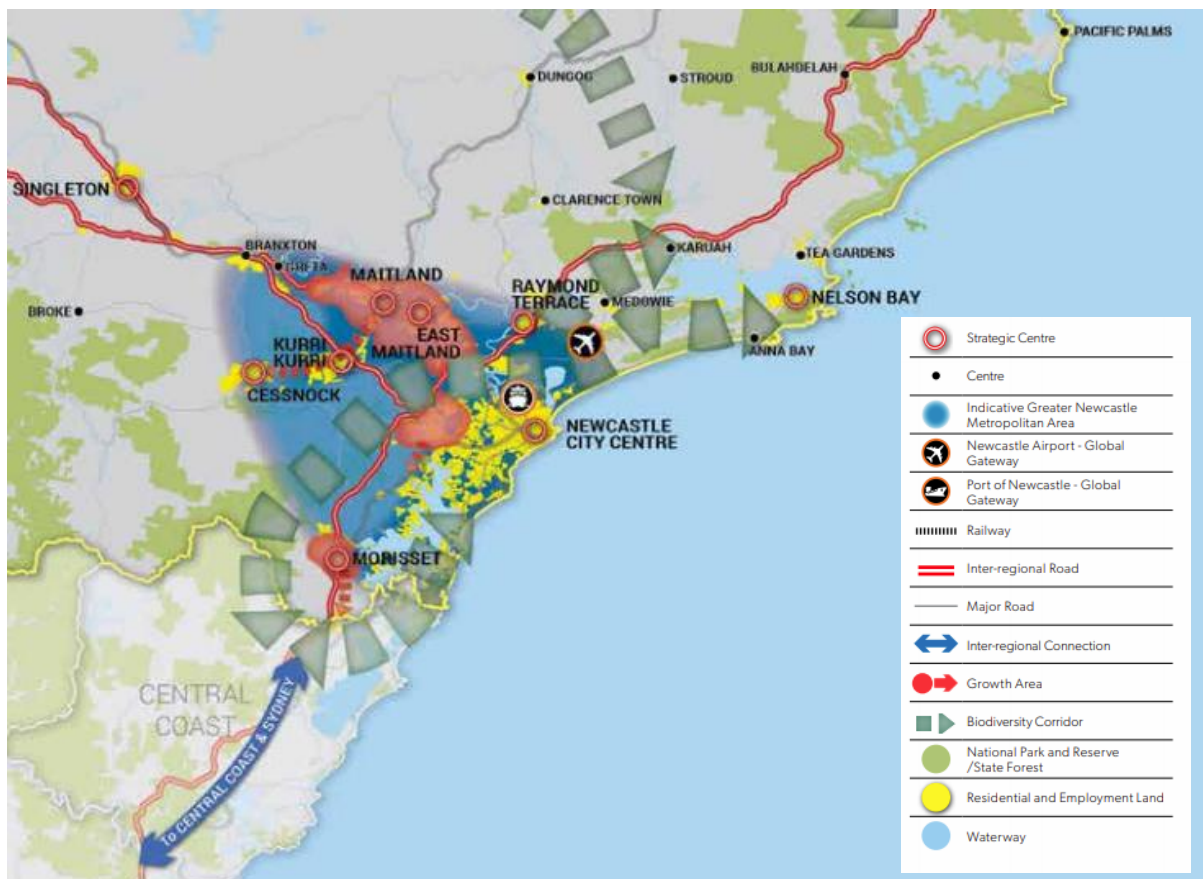 PACIFIC PALMS
DUNGOG
STROUD
BULAHDELAH
SINGLETON
CLARENCE TOWN
BRANXTON
GRETA
KARUAH
TEA GARDENS
MAITLAND
RAYMOND
TERRACE
MEDOWIE
NELSON BAY
BROKE
EAST
MAITLAND
KURRI
KURRI
ANNA BAY
CESSNOCK
NEWCASTLE
CITY CENTRE
MORISSET
CENTRAL
COAST
To CENTRAL COAST & SYDNEY
Strategic Centre
Centre
Indicative Greater Newcastle
Metropolitan Area
Newcastle Airport - Global
Gateway
Port of Newcastle - Global
Gateway
Railway
Inter-regional Road
Major Road
Inter-regional Connection
Growth Area
Biodiversity Corridor
National Park and Reserve
/State Forest
Residential and Employment Land
Waterway